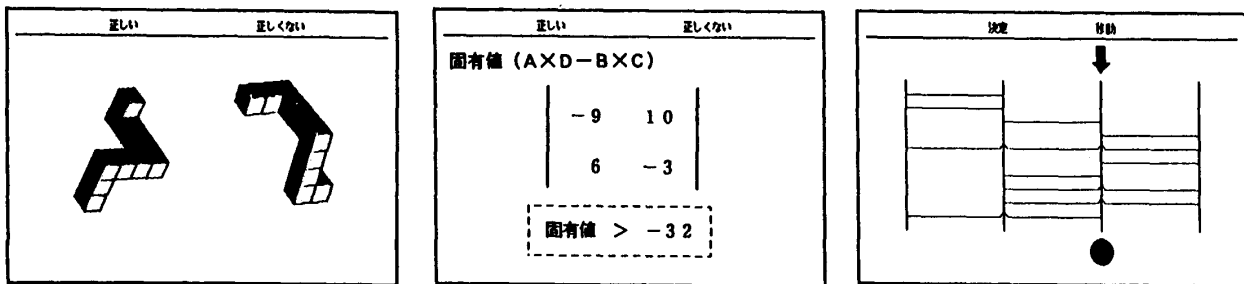 正しい 正しくない
正しい 正しくない
固有値（A×D－B×C）
－9 10
6 －3
固有値 ＞ －32
決定 移動